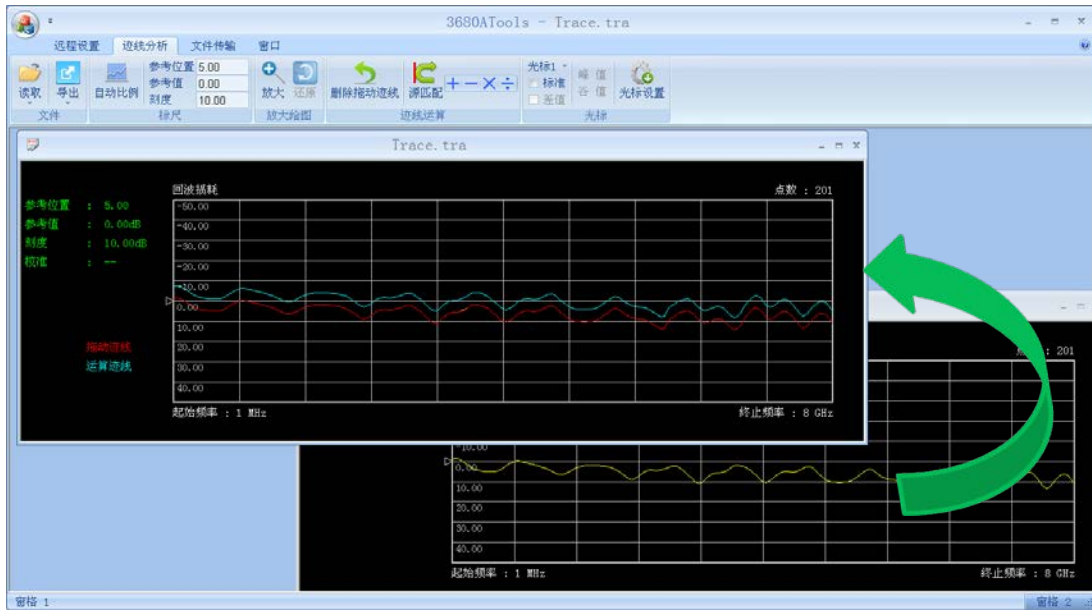 3680ATools - Trace.tra
远程设置 迹线分析 文件传输 窗口
读取 导出 自动比例 参考位置 5.00 参考值 0.00 刻度 10.00 放大 还原 删除拖动迹线 源匹配 + - × ÷ 光标1 标准 差值 峰值 谷值 光标设置
文件 标尺 放大绘图 迹线运算 光标
Trace.tra
回波损耗 点数 : 201
参考位置 : 5.00
参考值 : 0.00dB
刻度 : 10.00dB
校准 : --
-50.00
-40.00
-30.00
-20.00
-10.00
0.00
10.00
20.00
30.00
40.00
拖动迹线
运算迹线
起始频率 : 1 MHz 终止频率 : 8 GHz
: 201
-10.00
0.00
10.00
20.00
30.00
40.00
起始频率 : 1 MHz 终止频率 : 8 GHz
窗格 1 窗格 2